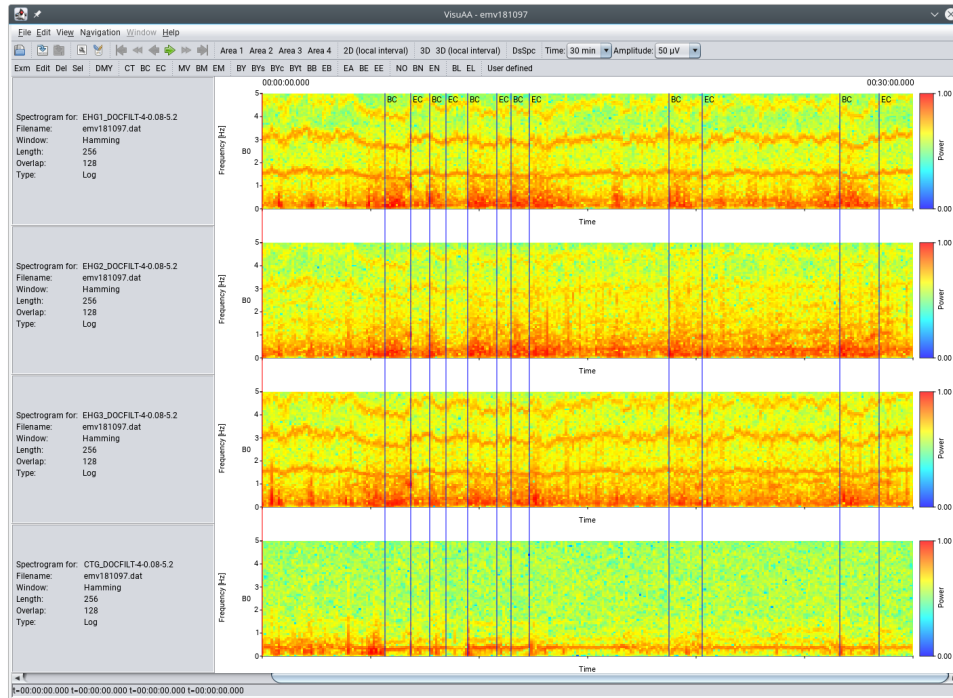 VisuAA - emv181097
File Edit View Navigation Window Help
Area 1 Area 2 Area 3 Area 4 2D (local interval) 3D 3D (local interval) DsSpc Time: 30 min Amplitude: 50 µV
Exm Edit Del Sel DMY CT BC EC MV BM EM BY BYs BYc BYt BB EB EA BE EE NO BN EN BL EL User defined
00:00:00.000 00:30:00.000
Spectrogram for: EHG1_DOCFILT-4-0.08-5.2
Filename: emv181097.dat
Window: Hamming
Length: 256
Overlap: 128
Type: Log
B0
Frequency [Hz]
5
4
3
2
1
0
BC EC BC EC BC EC BC EC BC EC BC EC
Time
1.00
Power
0.00
Spectrogram for: EHG2_DOCFILT-4-0.08-5.2
Filename: emv181097.dat
Window: Hamming
Length: 256
Overlap: 128
Type: Log
B0
Frequency [Hz]
5
4
3
2
1
0
Time
1.00
Power
0.00
Spectrogram for: EHG3_DOCFILT-4-0.08-5.2
Filename: emv181097.dat
Window: Hamming
Length: 256
Overlap: 128
Type: Log
B0
Frequency [Hz]
5
4
3
2
1
0
Time
1.00
Power
0.00
Spectrogram for: CTG_DOCFILT-4-0.08-5.2
Filename: emv181097.dat
Window: Hamming
Length: 256
Overlap: 128
Type: Log
B0
Frequency [Hz]
5
4
3
2
1
0
Time
1.00
Power
0.00
t=00:00:00.000 t=00:00:00.000 t=00:00:00.000 t=00:00:00.000